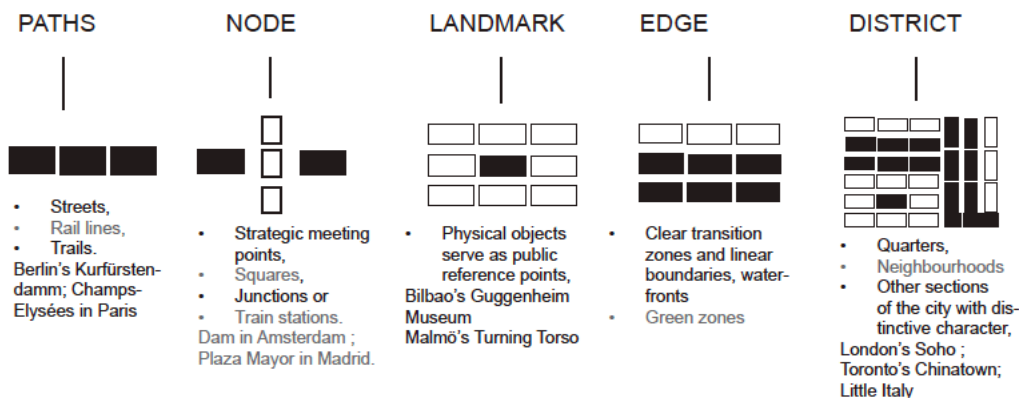 PATHS
• Streets,
• Rail lines,
• Trails.
Berlin's Kurfürsten-
damm; Champs-
Elysées in Paris
NODE
• Strategic meeting
points,
• Squares,
• Junctions or
• Train stations.
Dam in Amsterdam ;
Plaza Mayor in Madrid.
LANDMARK
• Physical objects
serve as public
reference points,
Bilbao's Guggenheim
Museum
Malmö's Turning Torso
EDGE
• Clear transition
zones and linear
boundaries, water-
fronts
• Green zones
DISTRICT
• Quarters,
• Neighbourhoods
• Other sections
of the city with dis-
tinctive character,
London's Soho ;
Toronto's Chinatown;
Little Italy